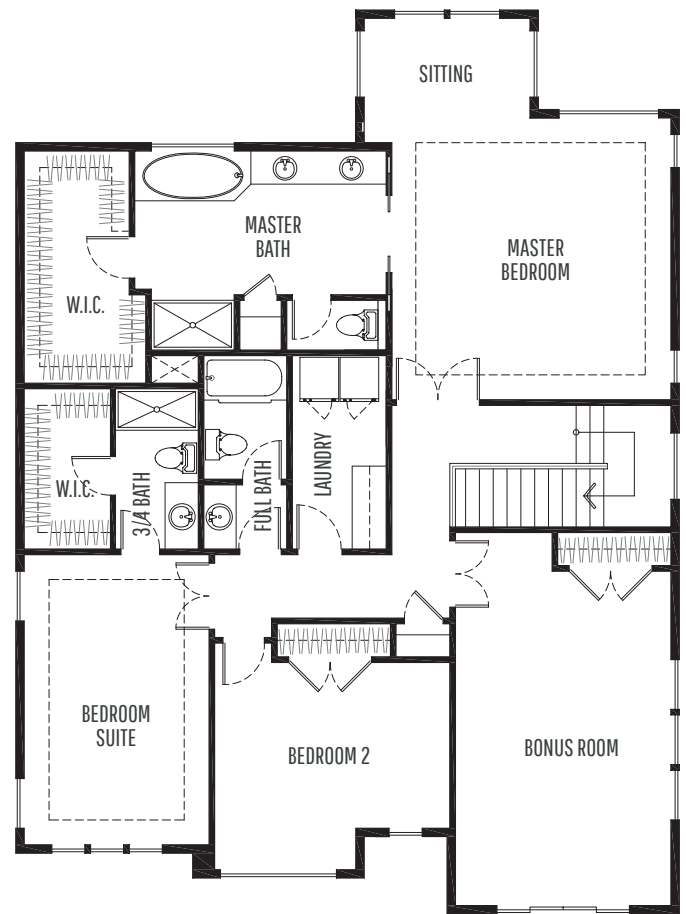 SITTING
MASTER
BATH
MASTER
BEDROOM
W.I.C.
W.I.C.
3/4 BATH
FULL BATH
LAUNDRY
BEDROOM
SUITE
BEDROOM 2
BONUS ROOM